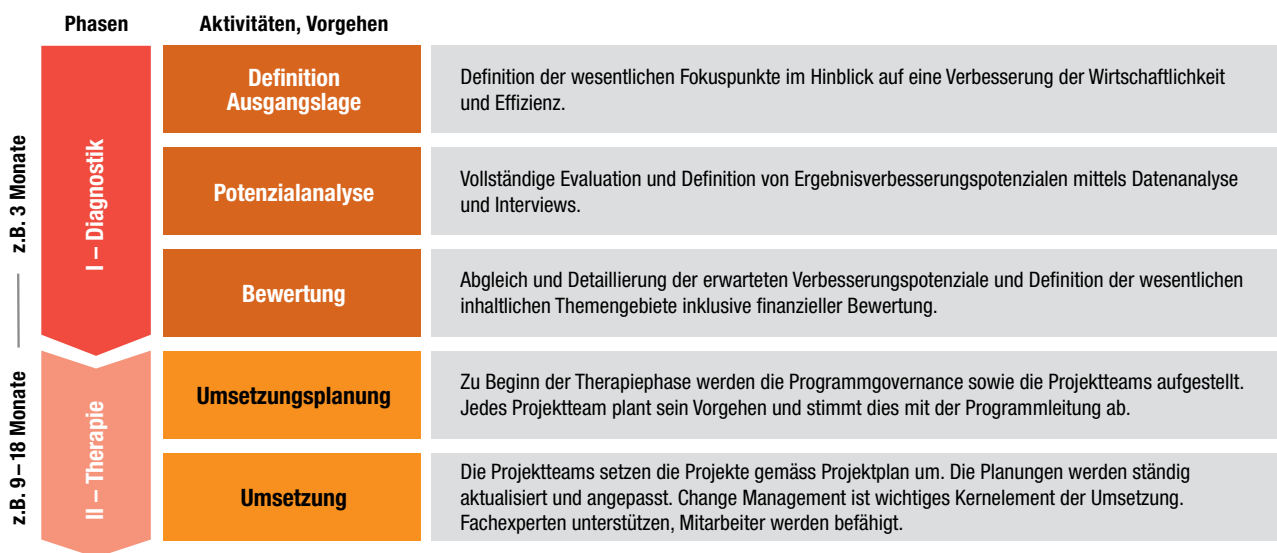 Phasen
Aktivitäten, Vorgehen
z.B. 3 Monate
I – Diagnostik
Definition
Ausgangslage
Definition der wesentlichen Fokuspunkte im Hinblick auf eine Verbesserung der Wirtschaftlichkeit
und Effizienz.
Potenzialanalyse
Vollständige Evaluation und Definition von Ergebnisverbesserungspotenzialen mittels Datenanalyse
und Interviews.
Bewertung
Abgleich und Detaillierung der erwarteten Verbesserungspotenziale und Definition der wesentlichen
inhaltlichen Themengebiete inklusive finanzieller Bewertung.
z.B. 9–18 Monate
II – Therapie
Umsetzungsplanung
Zu Beginn der Therapiephase werden die Programmgovernance sowie die Projektteams aufgestellt.
Jedes Projektteam plant sein Vorgehen und stimmt dies mit der Programmleitung ab.
Umsetzung
Die Projektteams setzen die Projekte gemäss Projektplan um. Die Planungen werden ständig
aktualisiert und angepasst. Change Management ist wichtiges Kernelement der Umsetzung.
Fachexperten unterstützen, Mitarbeiter werden befähigt.